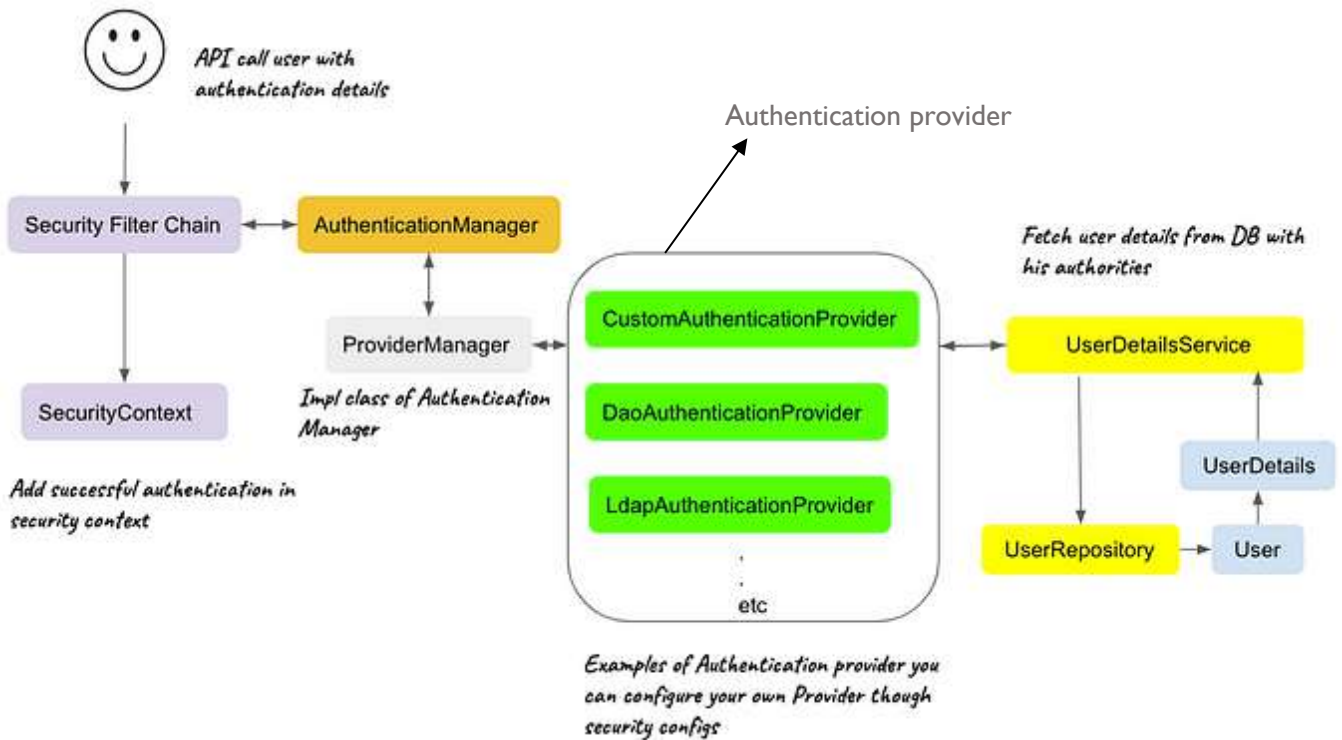 API call user with
authentication details
Authentication provider
Security Filter Chain
AuthenticationManager
Fetch user details from DB with
his authorities
CustomAuthenticationProvider
ProviderManager
UserDetailsService
Impl class of Authentication
Manager
SecurityContext
DaoAuthenticationProvider
UserDetails
Add successful authentication in
security context
LdapAuthenticationProvider
UserRepository
User
.
.
etc
Examples of Authentication provider you
can configure your own Provider though
security configs